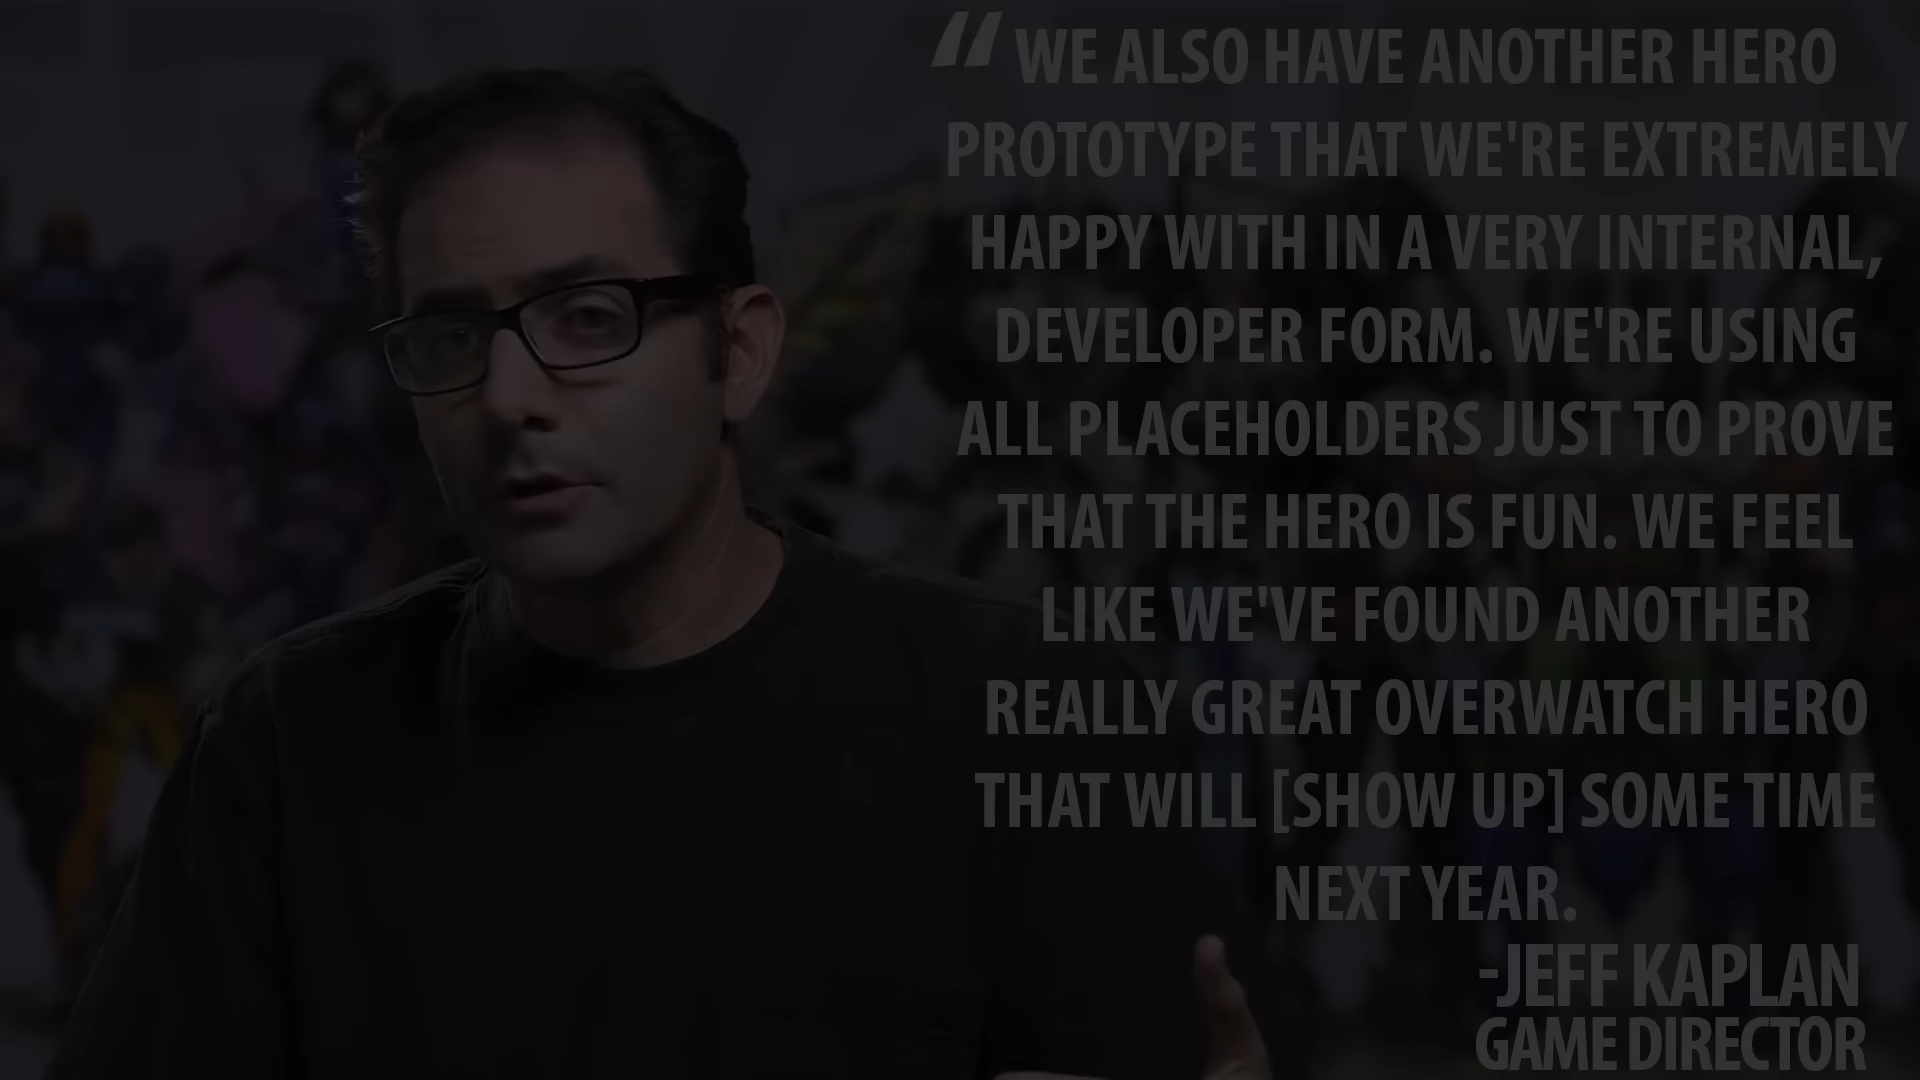 “ WE ALSO HAVE ANOTHER HERO
PROTOTYPE THAT WE'RE EXTREMELY
HAPPY WITH IN A VERY INTERNAL,
DEVELOPER FORM. WE'RE USING
ALL PLACEHOLDERS JUST TO PROVE
THAT THE HERO IS FUN. WE FEEL
LIKE WE'VE FOUND ANOTHER
REALLY GREAT OVERWATCH HERO
THAT WILL [SHOW UP] SOME TIME
NEXT YEAR.
-JEFF KAPLAN
GAME DIRECTOR